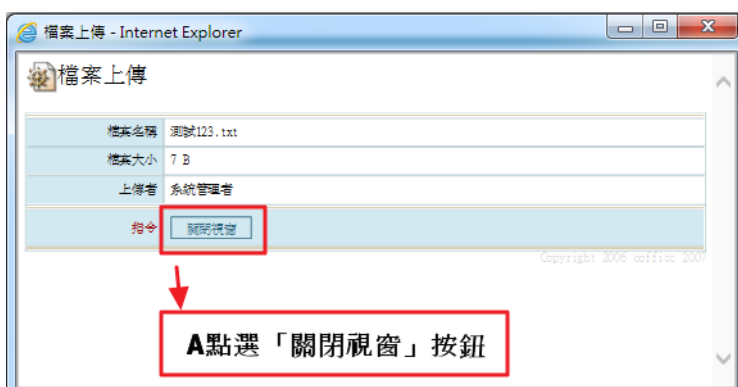 檔案上傳 - Internet Explorer
檔案上傳
檔案名稱 測試123.txt
檔案大小 7 B
上傳者 系統管理者
指令 關閉視窗
Copyright 2006 eoffice 2007
A點選「關閉視窗」按鈕